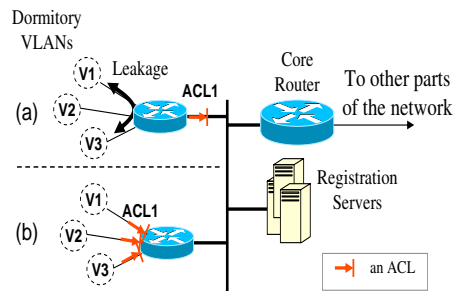 Dormitory
VLANs
V1
Leakage
ACL1
Core
Router
(a)
V2
V3
To other parts
of the network
Registration
Servers
(b)
V1
ACL1
V2
V3
an ACL